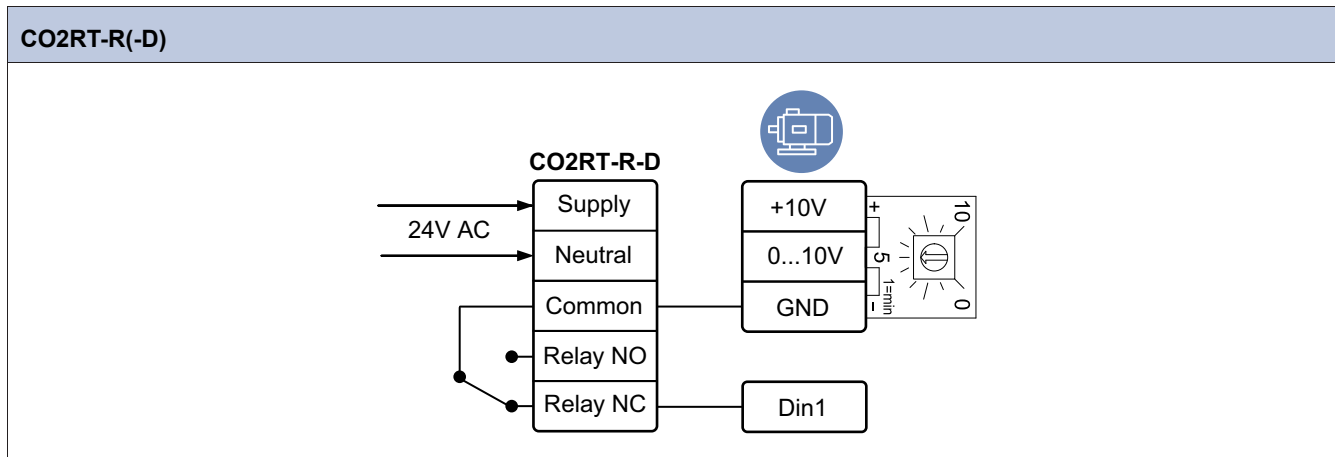 CO2RT-R(-D)
CO2RT-R-D
24V AC
Supply
Neutral
Common
Relay NO
Relay NC
+10V
0...10V
GND
Din1
+
-
10
5
1=min
0